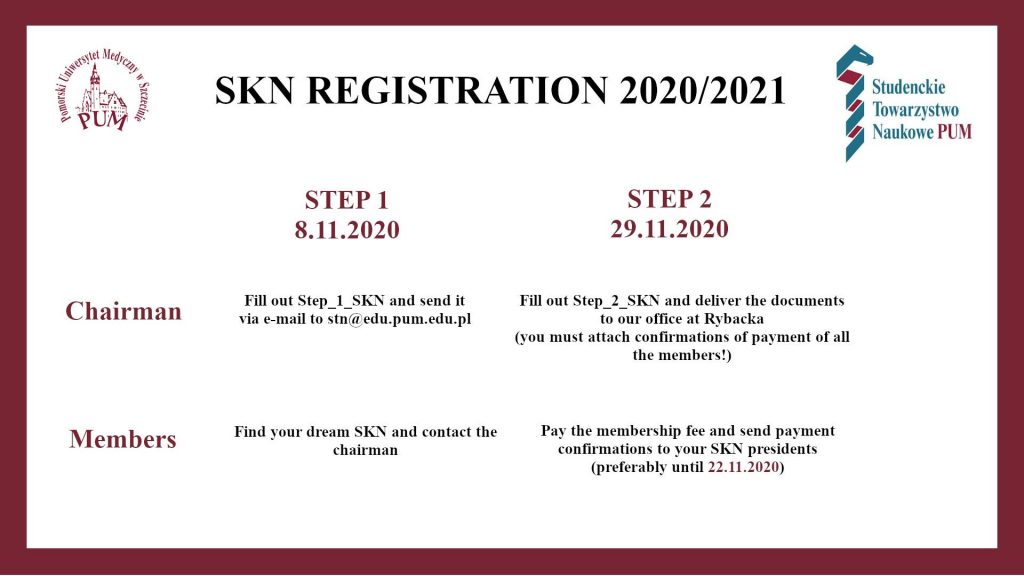 Pomorski Uniwersytet Medyczny w Szczecinie
PUM
SKN REGISTRATION 2020/2021
Studenckie
Towarzystwo
Naukowe PUM
STEP 1
8.11.2020
STEP 2
29.11.2020
Chairman
Fill out Step_1_SKN and send it
via e-mail to stn@edu.pum.edu.pl
Fill out Step_2_SKN and deliver the documents
to our office at Rybacka
(you must attach confirmations of payment of all
the members!)
Members
Find your dream SKN and contact the
chairman
Pay the membership fee and send payment
confirmations to your SKN presidents
(preferably until 22.11.2020)